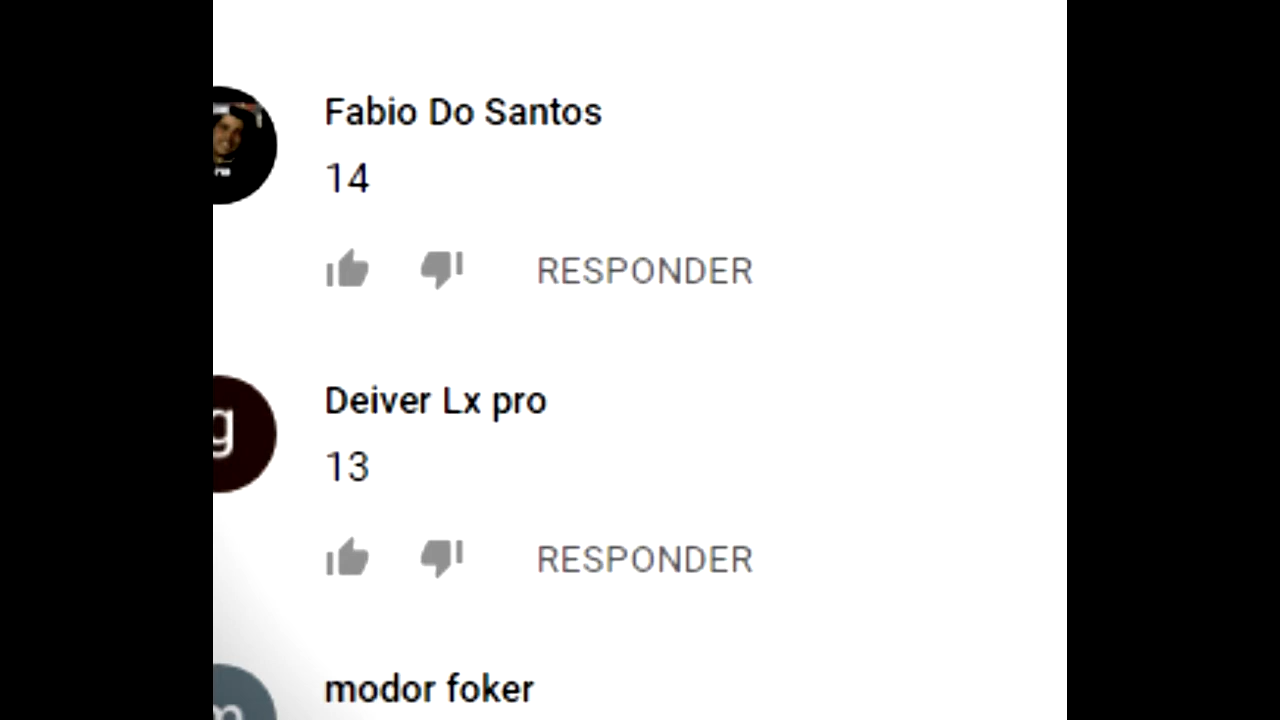 Fabio Do Santos
14
RESPONDER
g
Deiver Lx pro
13
RESPONDER
m
modor foker